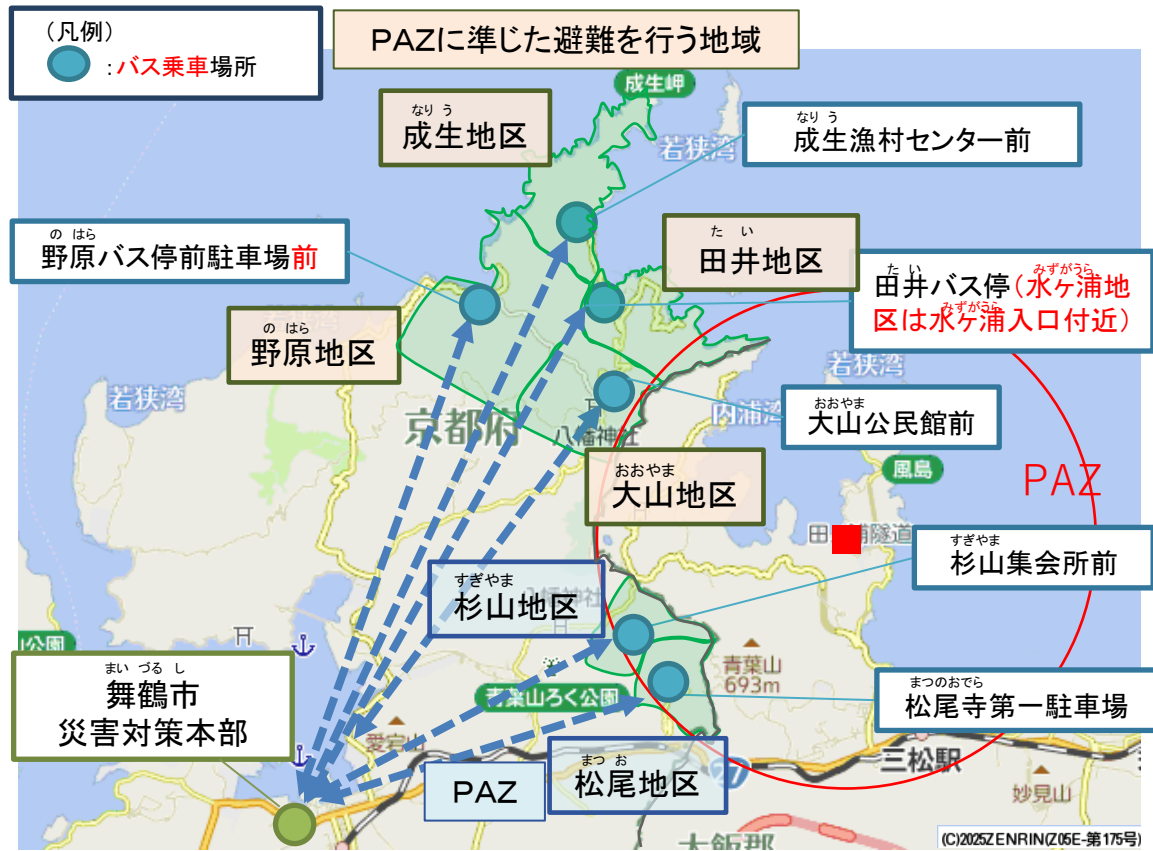 (凡例)
：バス乗車場所
PAZに準じた避難を行う地域
成生岬
なりう
成生地区
なりう
成生漁村センター前
若狭湾
のはら
野原バス停前駐車場前
たい
田井地区
たい
田井バス停(水ヶ浦地
みずがうら
区は水ヶ浦入口付近)
みずがうら
のはら
野原地区
若狭湾
若狭湾
京都府
八幡神社
内浦湾
おおやま
大山公民館前
風島
PAZ
おおやま
大山地区
すぎやま
杉山集会所前
すぎやま
杉山地区
八幡神社
公園
青葉山
693m
青葉山ろく公園
まいづるし
舞鶴市
災害対策本部
まつのおでら
松尾寺第一駐車場
愛宕山
PAZ
まつお
松尾地区
27
三松駅
妙見山
大飯郡
(C)2025ZENRIN(Z05E-第175号)